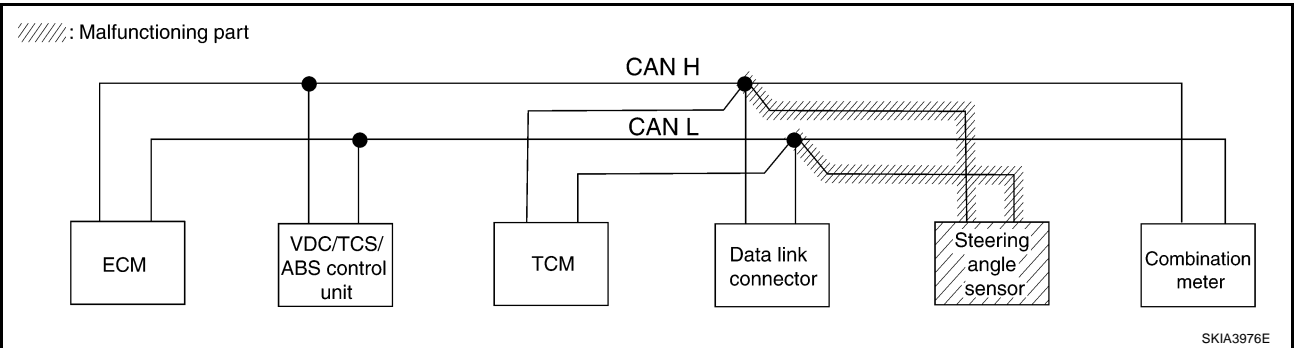 : Malfunctioning part
CAN H
CAN L
ECM
VDC/TCS/
ABS control
unit
TCM
Data link
connector
Steering
angle
sensor
Combination
meter
SKIA3976E